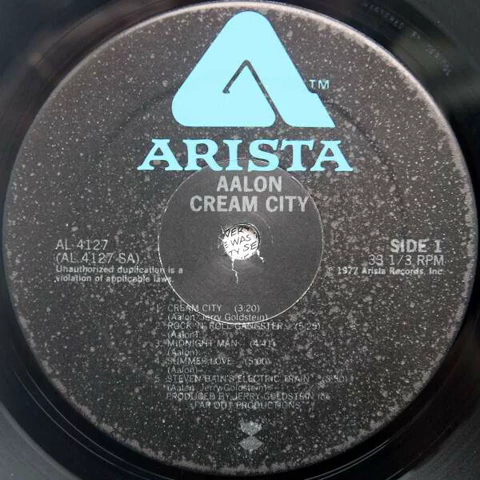 TM
ARISTA
AALON
CREAM CITY
AL 4127
(AL 4127 SA)
Unauthorized duplication is a
violation of applicable laws.
SIDE 1
33 1/3 RPM
1977 Arista Records, Inc.
1. CREAM CITY (3:20)
(Aalon Jerry Goldstein)
ROCK 'N' ROLL GANGSTER (5:25)
(Aalon)
3. MIDNIGHT MAN (4:41)
(Aalon)
SUMMER LOVE (5:00)
(Aalon)
5. STEVEN BAIN'S ELECTRIC TRAIN
(Aalon Jerry Goldstein)
PRODUCED BY JERRY GOLDSTEIN
FAR OUT PRODUCTIONS